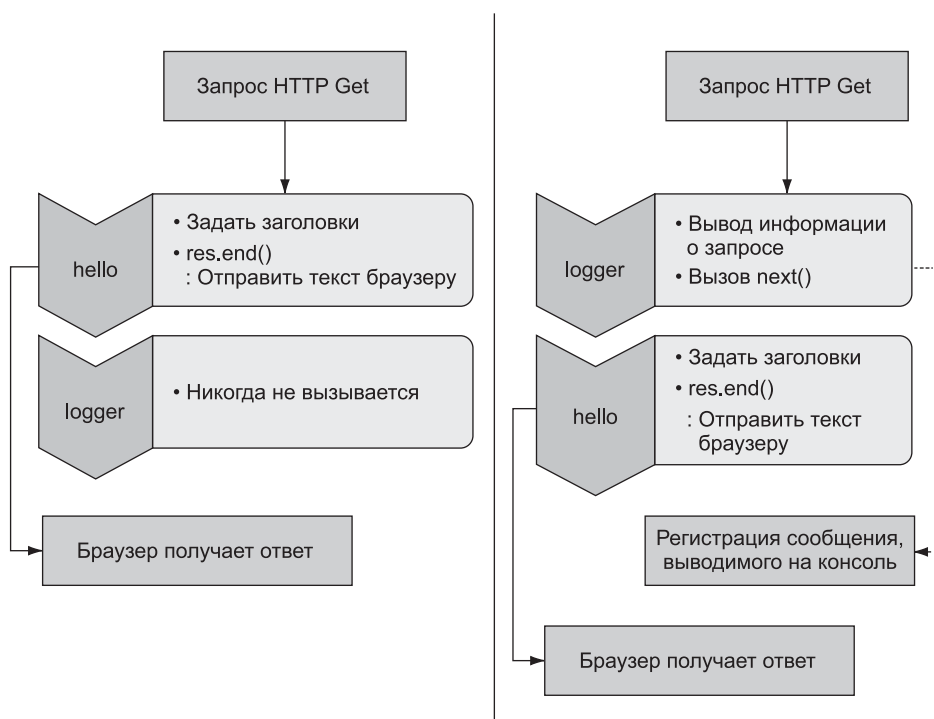 Запрос HTTP Get
hello
• Задать заголовки
• res.end()
: Отправить текст браузеру
logger
• Никогда не вызывается
Браузер получает ответ
Запрос HTTP Get
logger
• Вывод информации
о запросе
• Вызов next()
hello
• Задать заголовки
• res.end()
: Отправить текст
браузеру
Регистрация сообщения,
выводимого на консоль
Браузер получает ответ